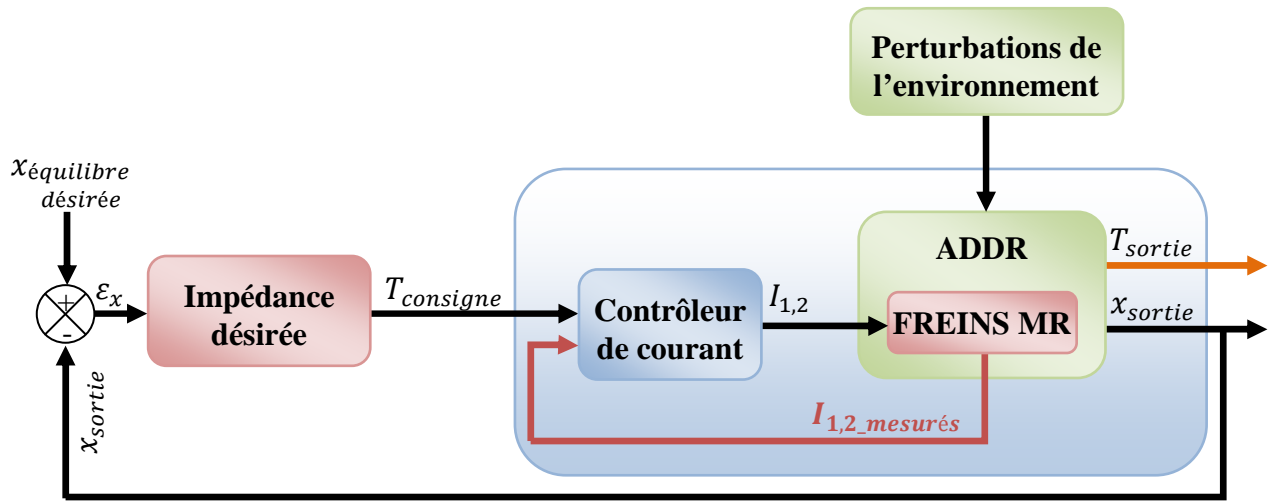 Perturbations de
l'environnement
x équilibre
désirée
+
-
ε_x
Impédance
désirée
T_consigne
Contrôleur
de courant
I_1,2
ADDR
FREINS MR
T_sortie
x_sortie
I_1,2_mesurés
x_sortie